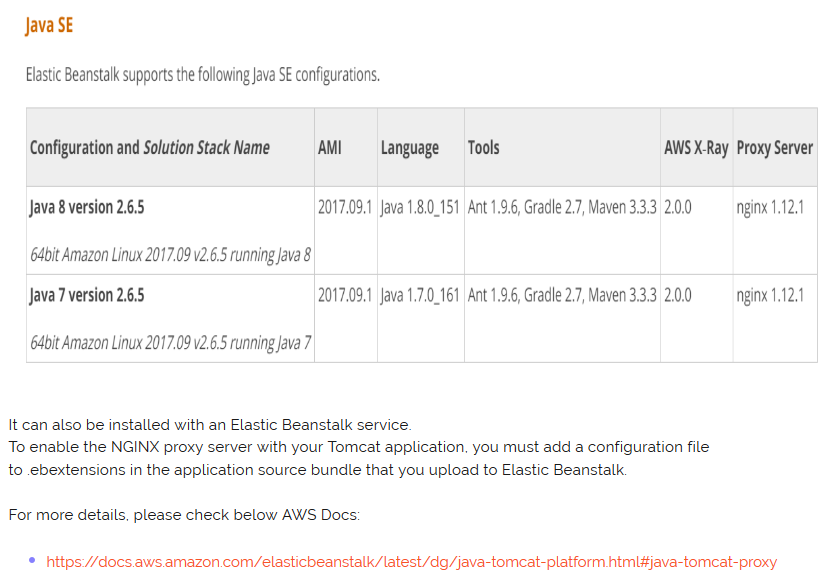 Java SE
Elastic Beanstalk supports the following Java SE configurations.
Configuration and Solution Stack Name AMI Language Tools AWS X-Ray Proxy Server
Java 8 version 2.6.5 2017.09.1 Java 1.8.0_151 Ant 1.9.6, Gradle 2.7, Maven 3.3.3 2.0.0 nginx 1.12.1
64bit Amazon Linux 2017.09 v2.6.5 running Java 8
Java 7 version 2.6.5 2017.09.1 Java 1.7.0_161 Ant 1.9.6, Gradle 2.7, Maven 3.3.3 2.0.0 nginx 1.12.1
64bit Amazon Linux 2017.09 v2.6.5 running Java 7
It can also be installed with an Elastic Beanstalk service.
To enable the NGINX proxy server with your Tomcat application, you must add a configuration file
to .ebextensions in the application source bundle that you upload to Elastic Beanstalk.
For more details, please check below AWS Docs:
• https://docs.aws.amazon.com/elasticbeanstalk/latest/dg/java-tomcat-platform.html#java-tomcat-proxy